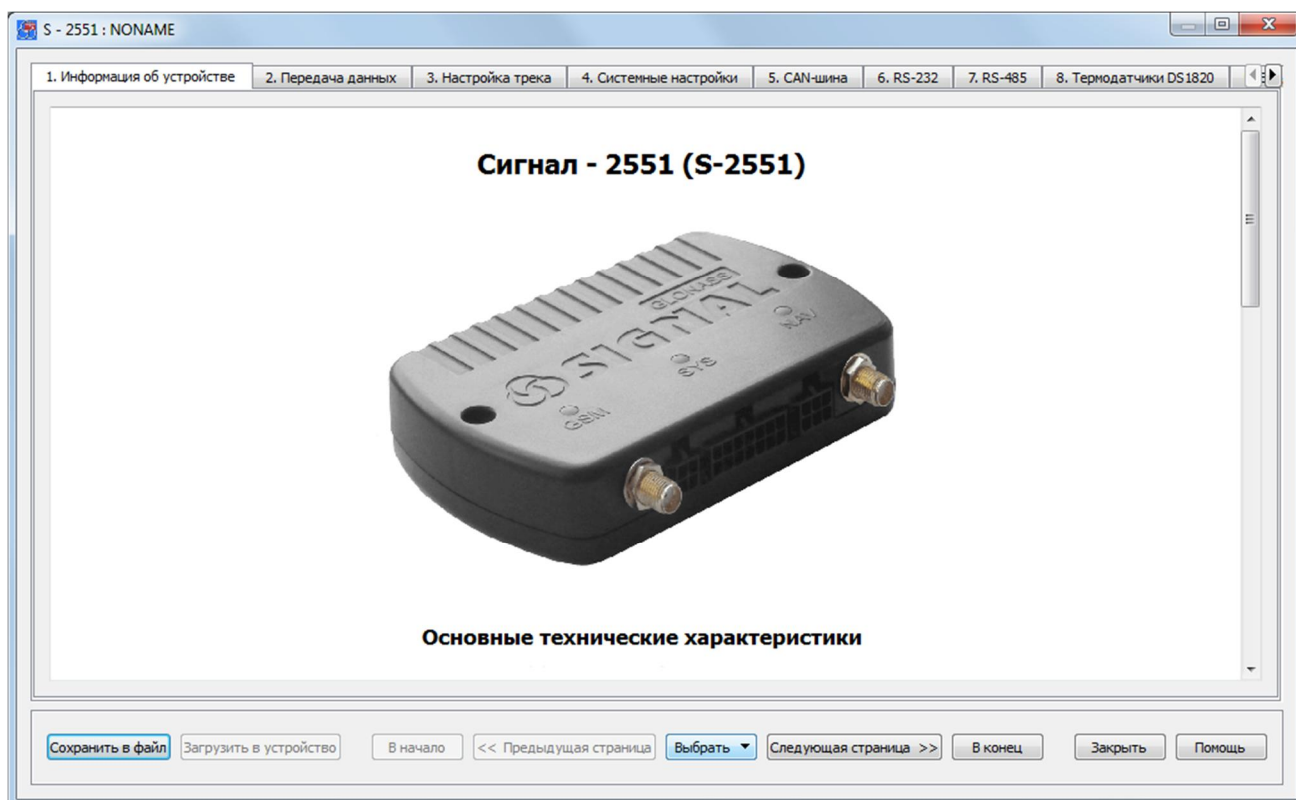 S - 2551 : NONAME
1. Информация об устройстве 2. Передача данных 3. Настройка трека 4. Системные настройки 5. CAN-шина 6. RS-232 7. RS-485 8. Термодатчики DS1820
Сигнал - 2551 (S-2551)
GLONASS
SIGNAL
NAV
SYS
GSM
Основные технические характеристики
Сохранить в файл Загрузить в устройство В начало << Предыдущая страница Выбрать Следующая страница >> В конец Закрыть Помощь